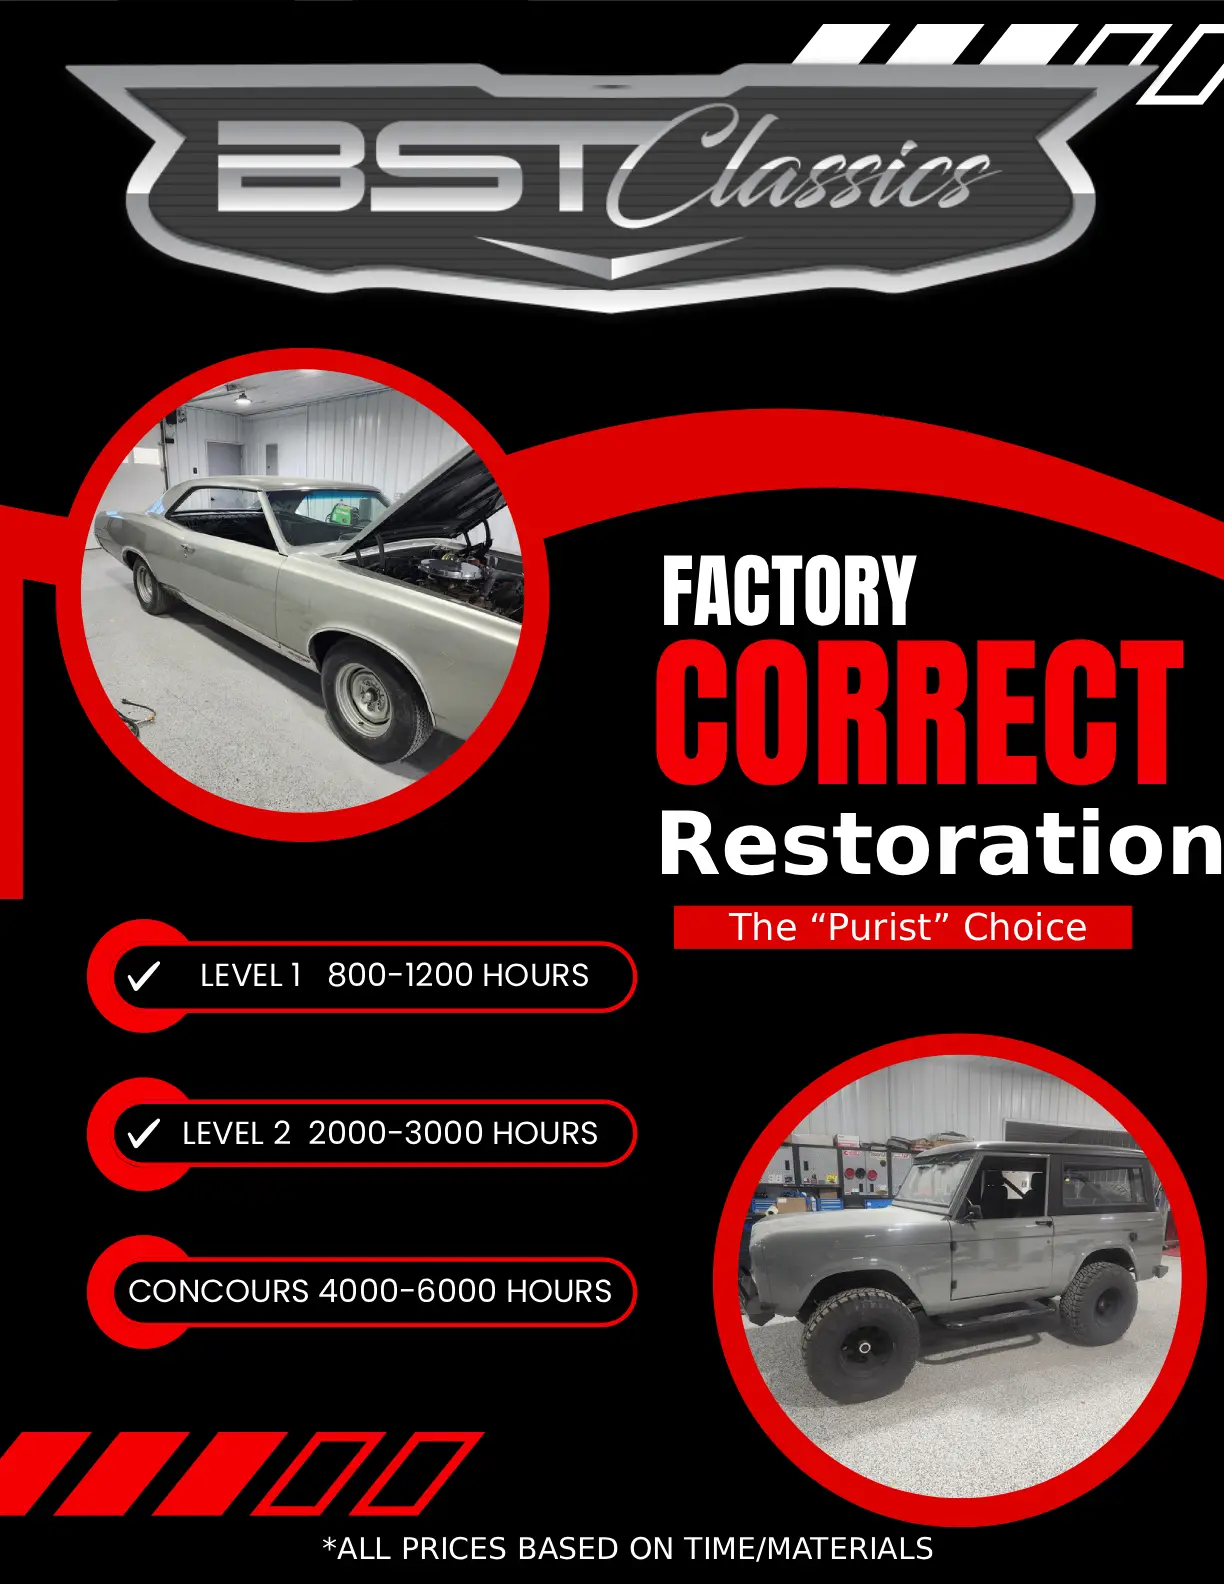 BST Classics
FACTORY
CORRECT
Restoration
The “Purist” Choice
LEVEL 1 800-1200 HOURS
LEVEL 2 2000-3000 HOURS
CONCOURS 4000-6000 HOURS
*ALL PRICES BASED ON TIME/MATERIALS